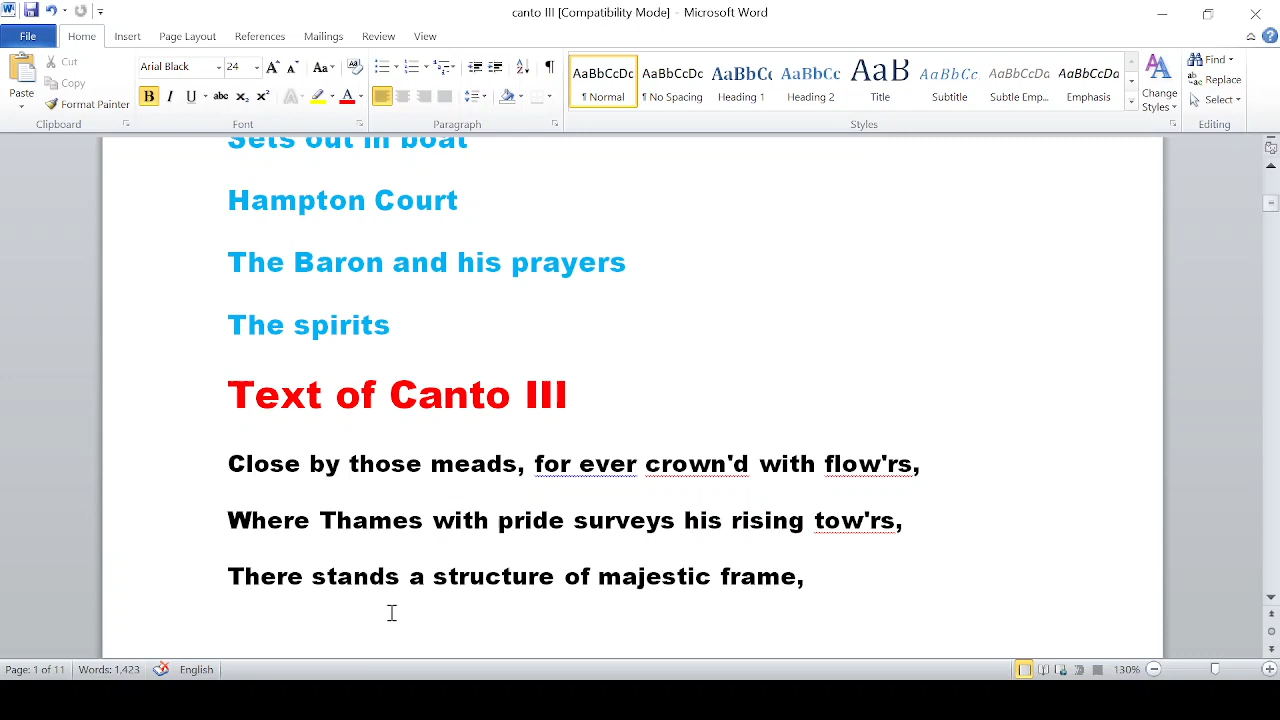 canto III [Compatibility Mode] - Microsoft Word
File Home Insert Page Layout References Mailings Review View
Paste
Cut
Copy
Format Painter
Clipboard
Arial Black 24
Font
Paragraph
AaBbCcDc AaBbCcDc AaBbCc AaBbCc AaB AaBbCc. AaBbCcDc AaBbCcDc
¶ Normal ¶ No Spacing Heading 1 Heading 2 Title Subtitle Subtle Emp... Emphasis
Change Styles
Styles
Find
Replace
Select
Editing
Sets out in boat
Hampton Court
The Baron and his prayers
The spirits
Text of Canto III
Close by those meads, for ever crown'd with flow'rs,
Where Thames with pride surveys his rising tow'rs,
There stands a structure of majestic frame,
Page: 1 of 11 Words: 1,423 English 130%